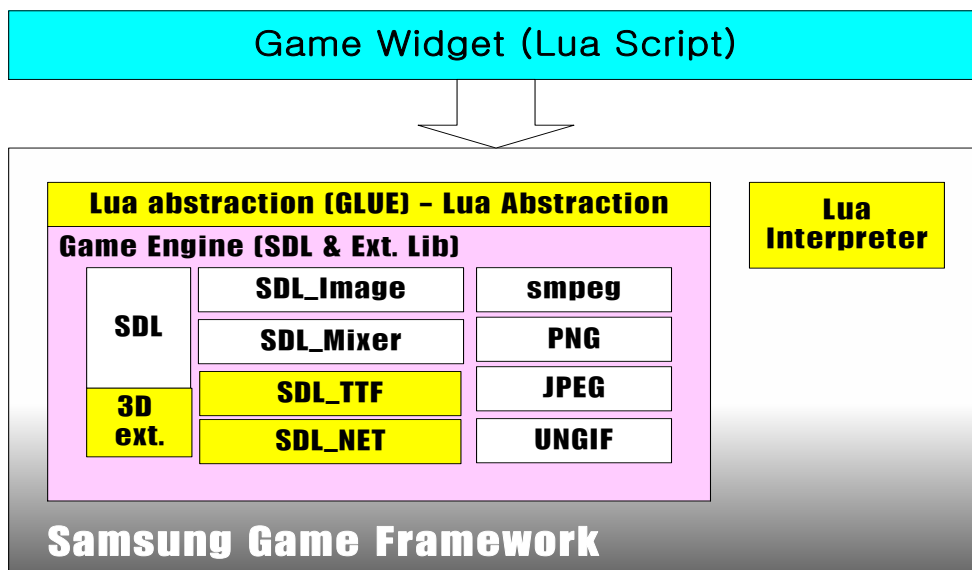 Game Widget (Lua Script)
Lua abstraction (GLUE) – Lua Abstraction
Lua
Interpreter
Game Engine (SDL & Ext. Lib)
SDL
3D
ext.
SDL_Image
SDL_Mixer
SDL_TTF
SDL_NET
smpeg
PNG
JPEG
UNGIF
Samsung Game Framework